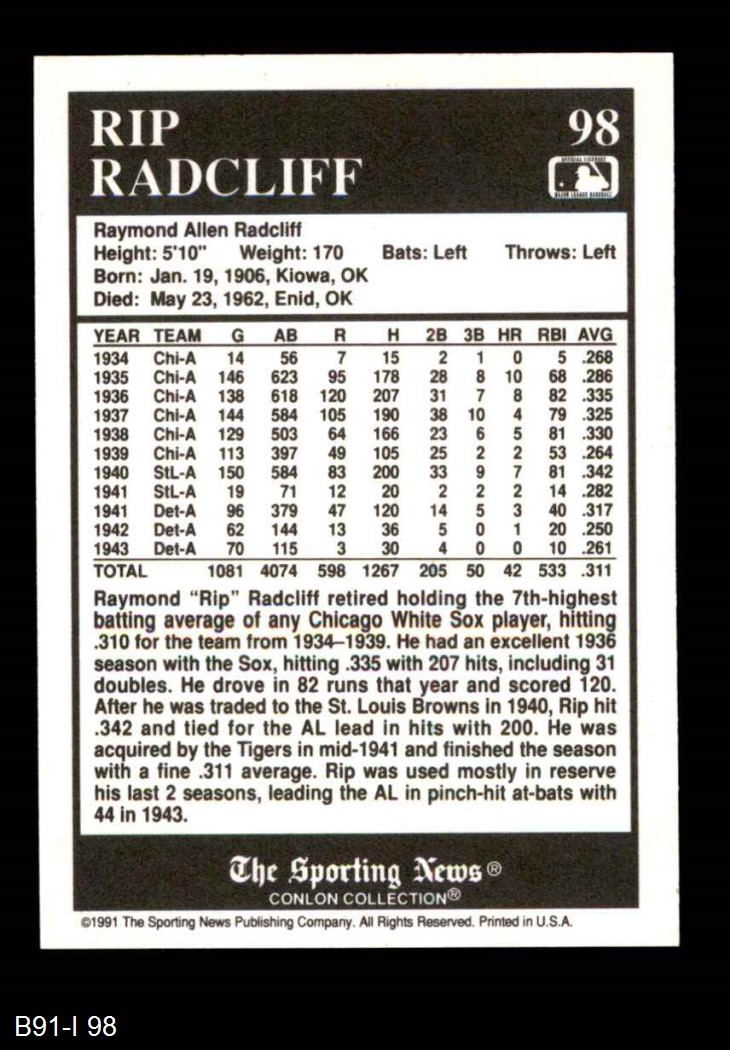 RIP
RADCLIFF
98
OFFICIAL LICENSEE
MAJOR LEAGUE BASEBALL
Raymond Allen Radcliff
Height: 5'10" Weight: 170 Bats: Left Throws: Left
Born: Jan. 19, 1906, Kiowa, OK
Died: May 23, 1962, Enid, OK
YEAR TEAM G AB R H 2B 3B HR RBI AVG
1934 Chi-A 14 56 7 15 2 1 0 5 .268
1935 Chi-A 146 623 95 178 28 8 10 68 .286
1936 Chi-A 138 618 120 207 31 7 8 82 .335
1937 Chi-A 144 584 105 190 38 10 4 79 .325
1938 Chi-A 129 503 64 166 23 6 5 81 .330
1939 Chi-A 113 397 49 105 25 2 2 53 .264
1940 StL-A 150 584 83 200 33 9 7 81 .342
1941 StL-A 19 71 12 20 2 2 2 14 .282
1941 Det-A 96 379 47 120 14 5 3 40 .317
1942 Det-A 62 144 13 36 5 0 1 20 .250
1943 Det-A 70 115 3 30 4 0 0 10 .261
TOTAL 1081 4074 598 1267 205 50 42 533 .311
Raymond “Rip” Radcliff retired holding the 7th-highest
batting average of any Chicago White Sox player, hitting
.310 for the team from 1934–1939. He had an excellent 1936
season with the Sox, hitting .335 with 207 hits, including 31
doubles. He drove in 82 runs that year and scored 120.
After he was traded to the St. Louis Browns in 1940, Rip hit
.342 and tied for the AL lead in hits with 200. He was
acquired by the Tigers in mid-1941 and finished the season
with a fine .311 average. Rip was used mostly in reserve
his last 2 seasons, leading the AL in pinch-hit at-bats with
44 in 1943.
The Sporting News®
CONLON COLLECTION®
©1991 The Sporting News Publishing Company. All Rights Reserved. Printed in U.S.A.
B91-I 98